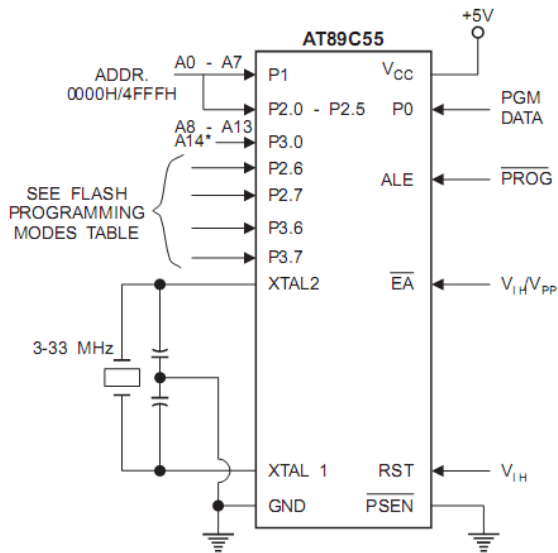 +5V
AT89C55
A0 - A7
ADDR.
0000H/4FFFH
P1
VCC
P2.0 - P2.5
P0
PGM
DATA
A8 - A13
A14*
P3.0
P2.6
SEE FLASH
PROGRAMMING
MODES TABLE
P2.7
ALE
PROG
P3.6
P3.7
XTAL2
EA
VIH/VPP
3-33 MHz
XTAL 1
RST
VIH
GND
PSEN